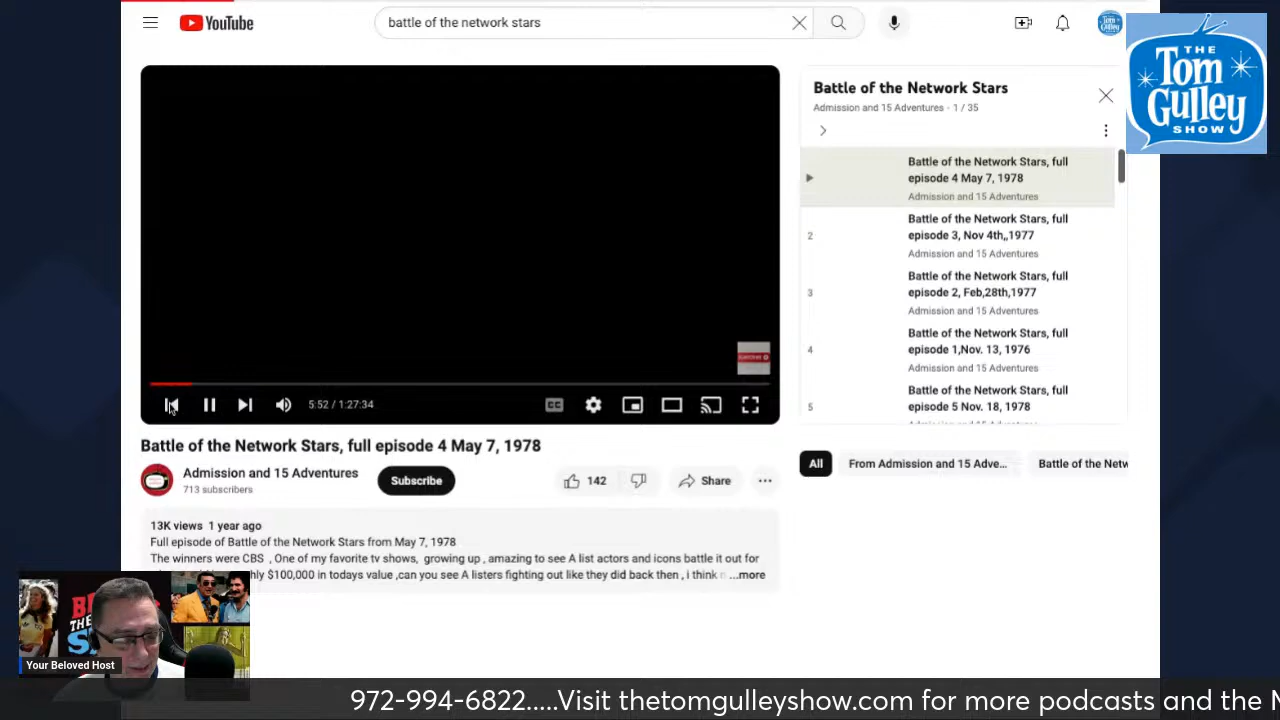 YouTube
battle of the network stars
THE
Tom
Gulley
SHOW
Battle of the Network Stars
Admission and 15 Adventures · 1 / 35
Battle of the Network Stars, full
episode 4 May 7, 1978
Admission and 15 Adventures
2
Battle of the Network Stars, full
episode 3, Nov 4th,,1977
Admission and 15 Adventures
3
Battle of the Network Stars, full
episode 2, Feb,28th,1977
Admission and 15 Adventures
4
Battle of the Network Stars, full
episode 1,Nov. 13, 1976
Admission and 15 Adventures
5
Battle of the Network Stars, full
episode 5 Nov. 18, 1978
CC
5:52 / 1:27:34
Battle of the Network Stars, full episode 4 May 7, 1978
Admission and 15 Adventures
713 subscribers
Subscribe
142
Share
All
From Admission and 15 Adve...
Battle of the Netw
13K views 1 year ago
Full episode of Battle of the Network Stars from May 7, 1978
The winners were CBS , One of my favorite tv shows, growing up , amazing to see A list actors and icons battle it out for
$100,000 in todays value ,can you see A listers fighting out like they did back then , i think
...more
Your Beloved Host
972-994-6822.....Visit thetomgulleyshow.com for more podcasts and the